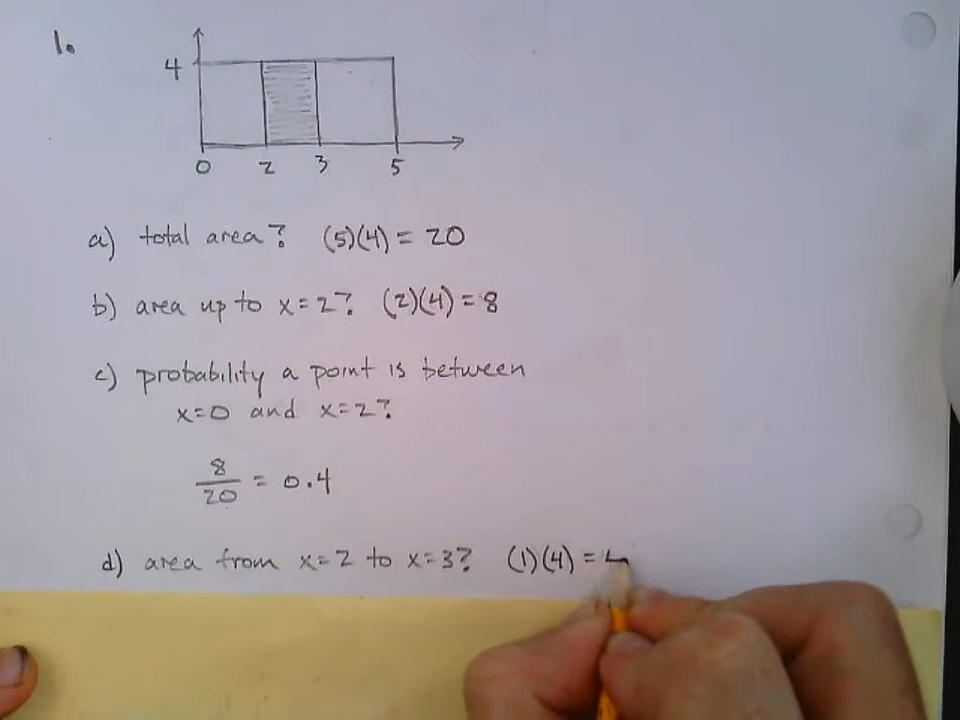 1.
4
0 2 3 5
a) total area? (5)(4) = 20
b) area up to x=2? (2)(4) = 8
c) probability a point is between
x=0 and x=2?
8/20 = 0.4
d) area from x=2 to x=3? (1)(4) = 4